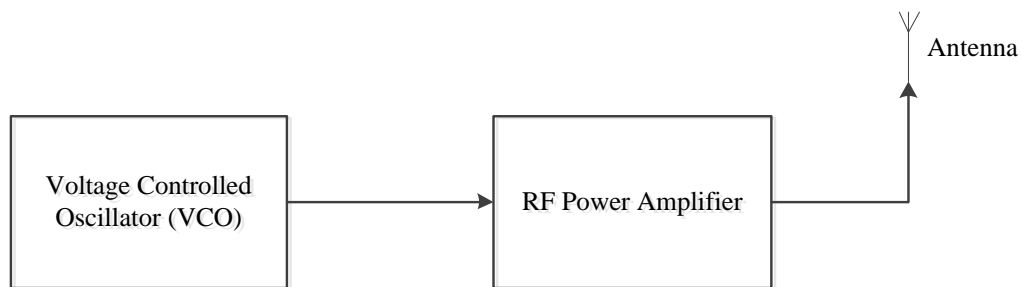 Antenna
Voltage Controlled
Oscillator (VCO)
RF Power Amplifier